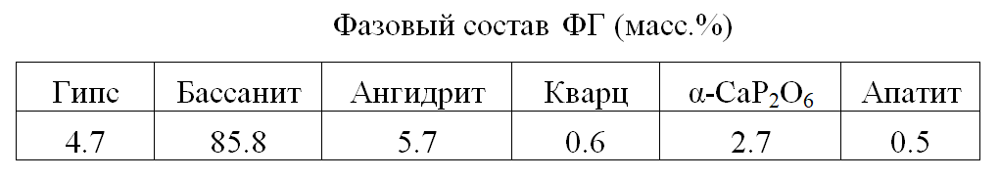 Фазовый состав ФГ (масс.%)
Гипс Бассанит Ангидрит Кварц α-CaP₂O₆ Апатит
4.7 85.8 5.7 0.6 2.7 0.5